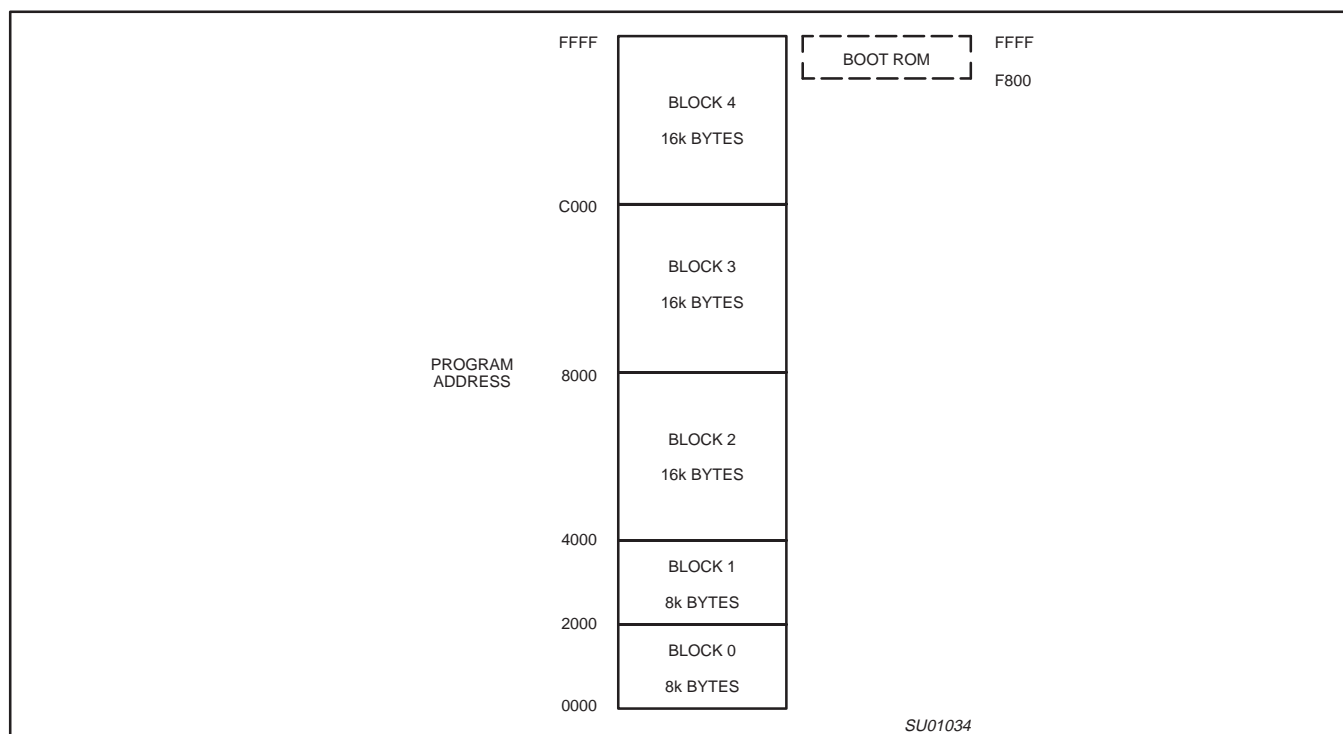 FFFF
BOOT ROM
FFFF
F800
BLOCK 4
16k BYTES
C000
BLOCK 3
16k BYTES
PROGRAM
ADDRESS
8000
BLOCK 2
16k BYTES
4000
BLOCK 1
8k BYTES
2000
BLOCK 0
8k BYTES
0000
SU01034